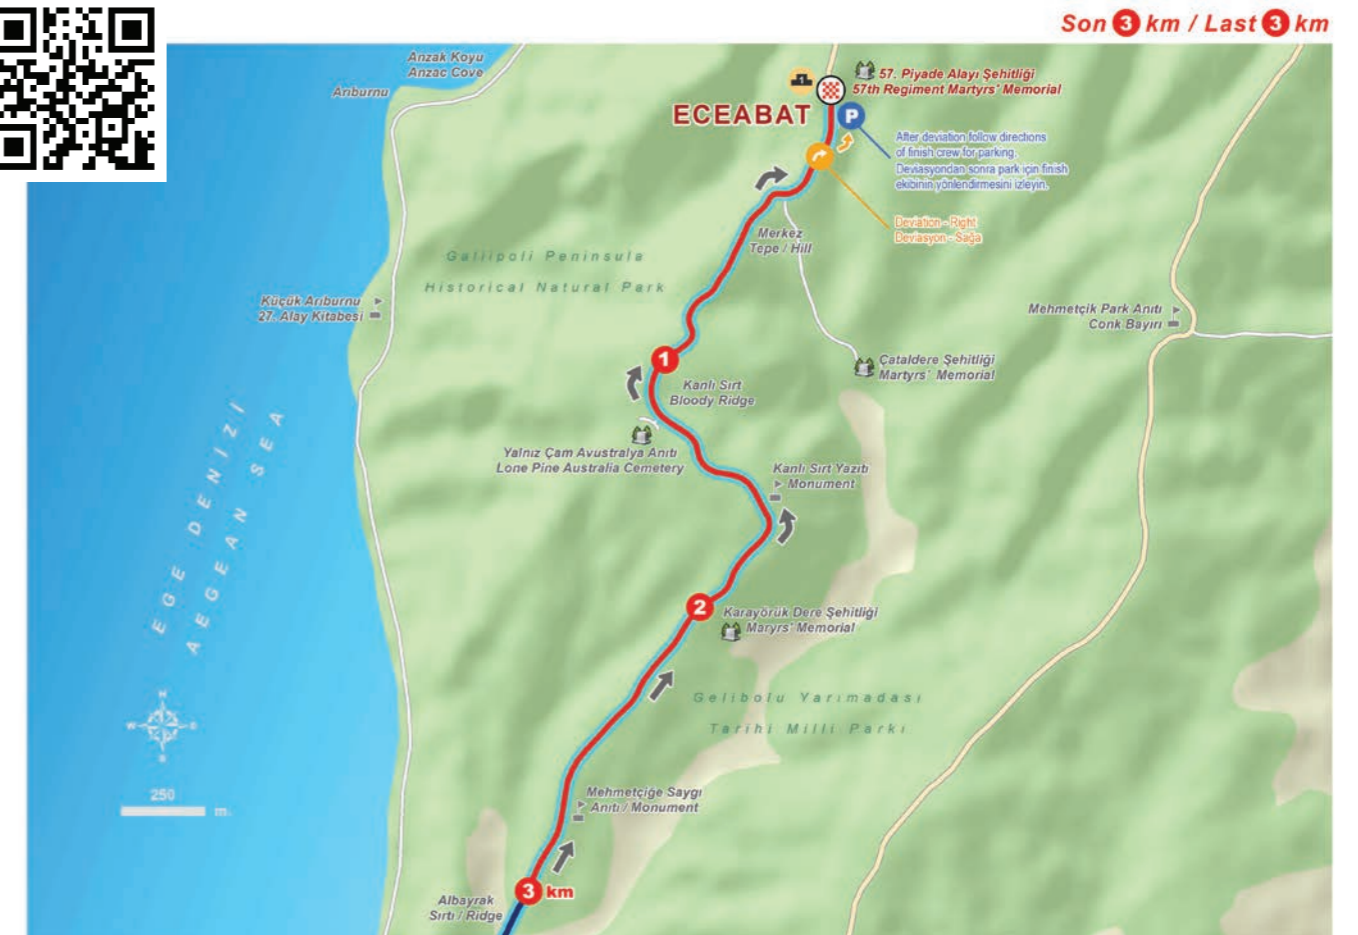 Son 3 km / Last 3 km
Anzak Koyu
Anzac Cove
Arıburnu
1
57. Piyade Alayı Şehitliği
57th Regiment Martyrs' Memorial
ECEABAT
P
After deviation follow directions
of finish crew for parking.
Deviasyondan sonra park için finish
ekibinin yönlendirmesini izleyin.
Deviation - Right
Deviasyon - Sağa
Merkez
Tepe / Hill
Gallipoli Peninsula
Historical Natural Park
Küçük Arıburnu
27. Alay Kitabesi
Mehmetçik Park Anıtı
Conk Bayırı
1
Çataldere Şehitliği
Martyrs' Memorial
Kanlı Sırt
Bloody Ridge
Yalnız Çam Avustralya Anıtı
Lone Pine Australia Cemetery
Kanlı Sırt Yazıtı
Monument
EGE DENİZİ
AEGEAN SEA
2
Karayörük Dere Şehitliği
Maryrs' Memorial
Gelibolu Yarımadası
Tarihi Milli Parkı
N
W
E
S
250
m.
Mehmetçiğe Saygı
Anıtı / Monument
3 km
Albayrak
Sırtı / Ridge